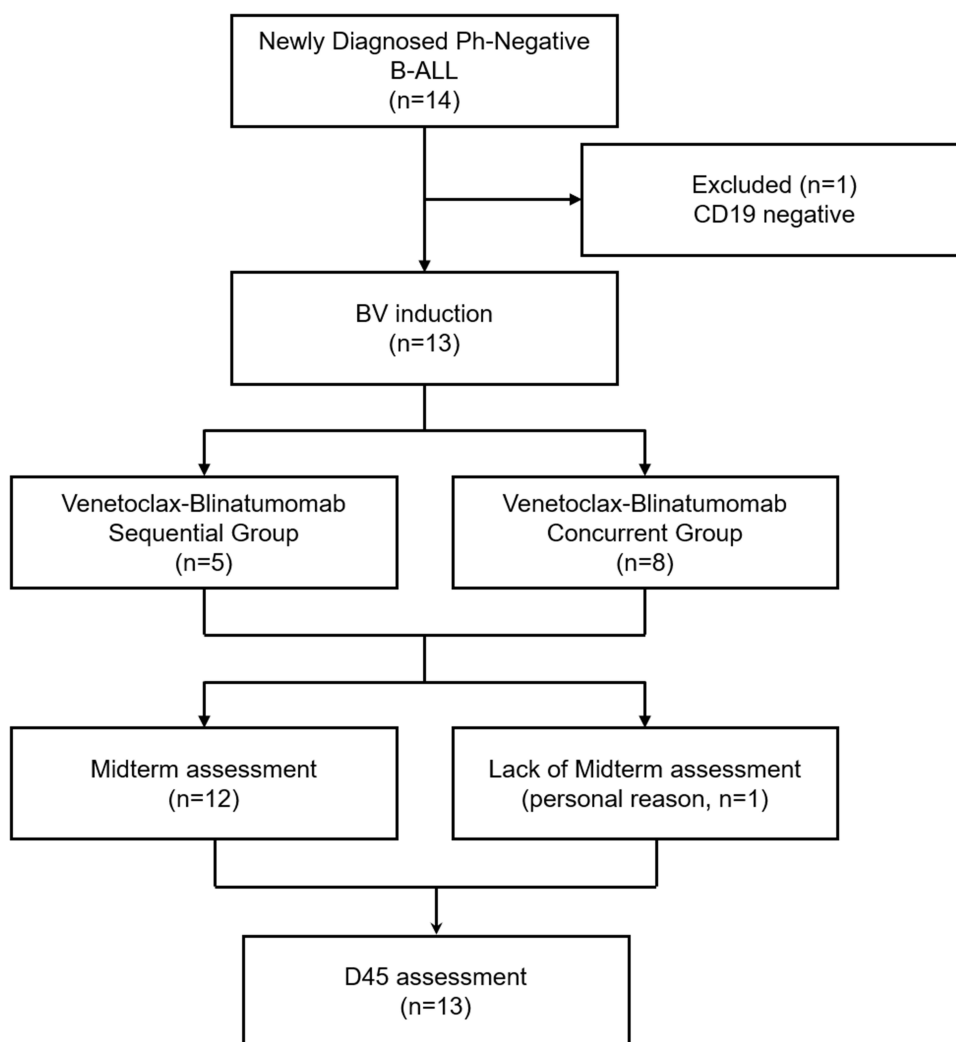 Newly Diagnosed Ph-Negative
B-ALL
(n=14)
Excluded (n=1)
CD19 negative
BV induction
(n=13)
Venetoclax-Blinatumomab
Sequential Group
(n=5)
Venetoclax-Blinatumomab
Concurrent Group
(n=8)
Midterm assessment
(n=12)
Lack of Midterm assessment
(personal reason, n=1)
D45 assessment
(n=13)